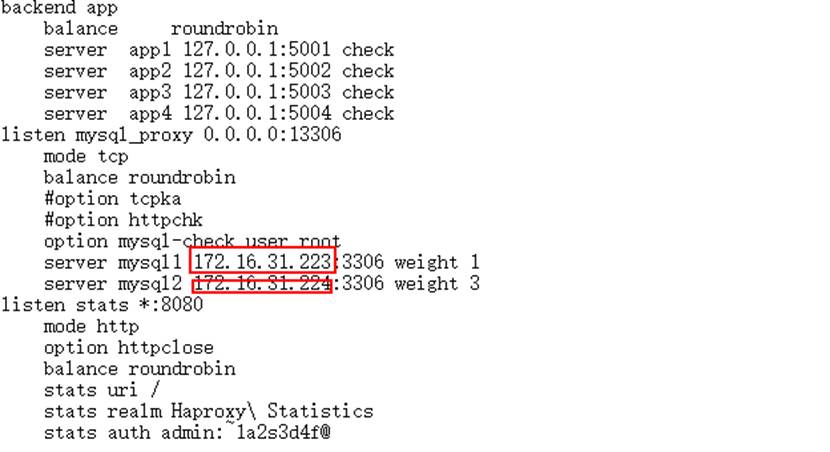 backend app
    balance     roundrobin
    server  app1 127.0.0.1:5001 check
    server  app2 127.0.0.1:5002 check
    server  app3 127.0.0.1:5003 check
    server  app4 127.0.0.1:5004 check
listen mysql_proxy 0.0.0.0:13306
    mode tcp
    balance roundrobin
    #option tcpka
    #option httpchk
    option mysql-check user root
    server mysql1 172.16.31.223:3306 weight 1
    server mysql2 172.16.31.224:3306 weight 3
listen stats *:8080
    mode http
    option httpclose
    balance roundrobin
    stats uri /
    stats realm Haproxy\ Statistics
    stats auth admin:~1a2s3d4f@